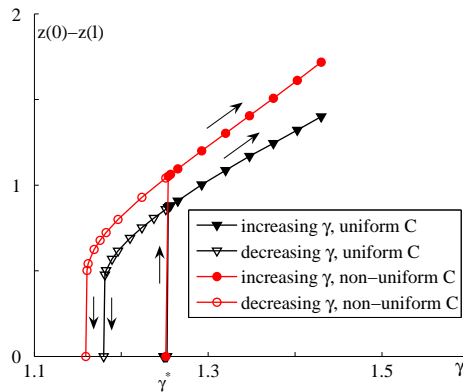 2
z(0)−z(l)
1
increasing γ, uniform C
decreasing γ, uniform C
increasing γ, non−uniform C
decreasing γ, non−uniform C
0
1.1 γ* 1.3 1.5 γ